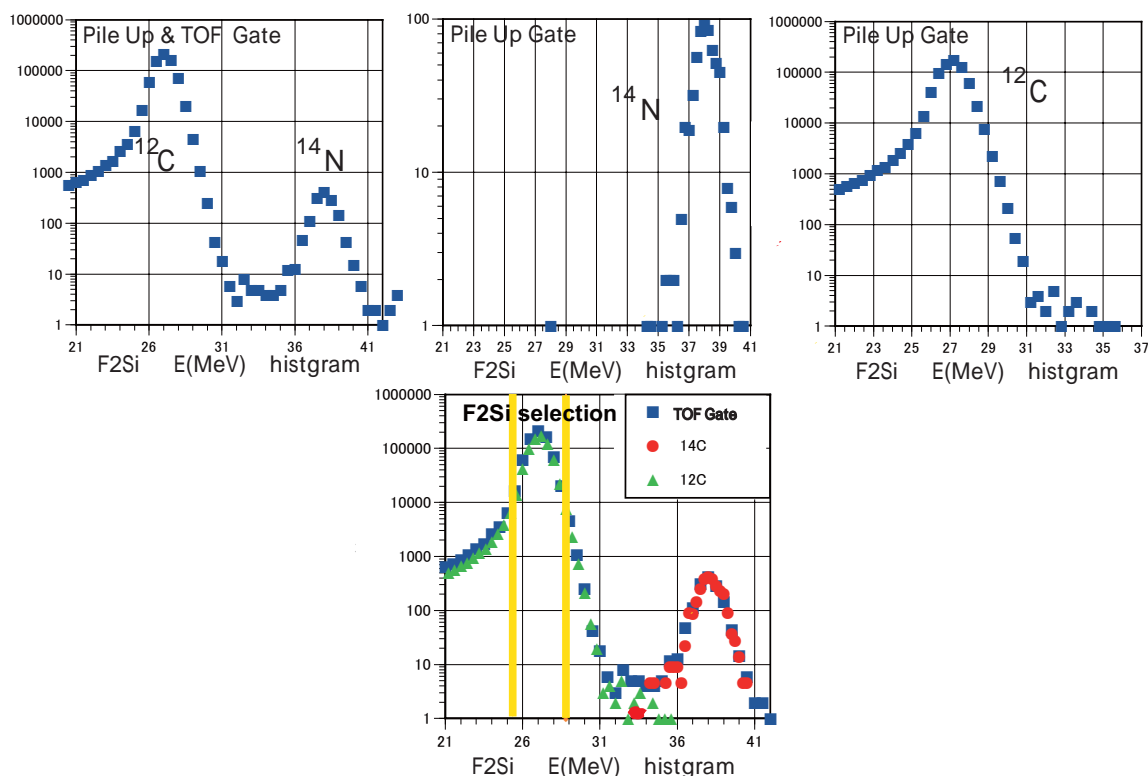 Pile Up & TOF Gate
1000000
100000
10000
1000
100
10
1
12C
14N
21 26 31 36 41
F2Si E(MeV) histgram
Pile Up Gate
100
10
1
14N
21 23 25 27 29 31 33 35 37 39 41
F2Si E(MeV) histgram
Pile Up Gate
1000000
100000
10000
1000
100
10
1
12C
21 23 25 27 29 31 33 35 37
F2Si E(MeV) histgram
F2Si selection
TOF Gate
14C
12C
1000000
100000
10000
1000
100
10
1
21 26 31 36 41
F2Si E(MeV) histgram